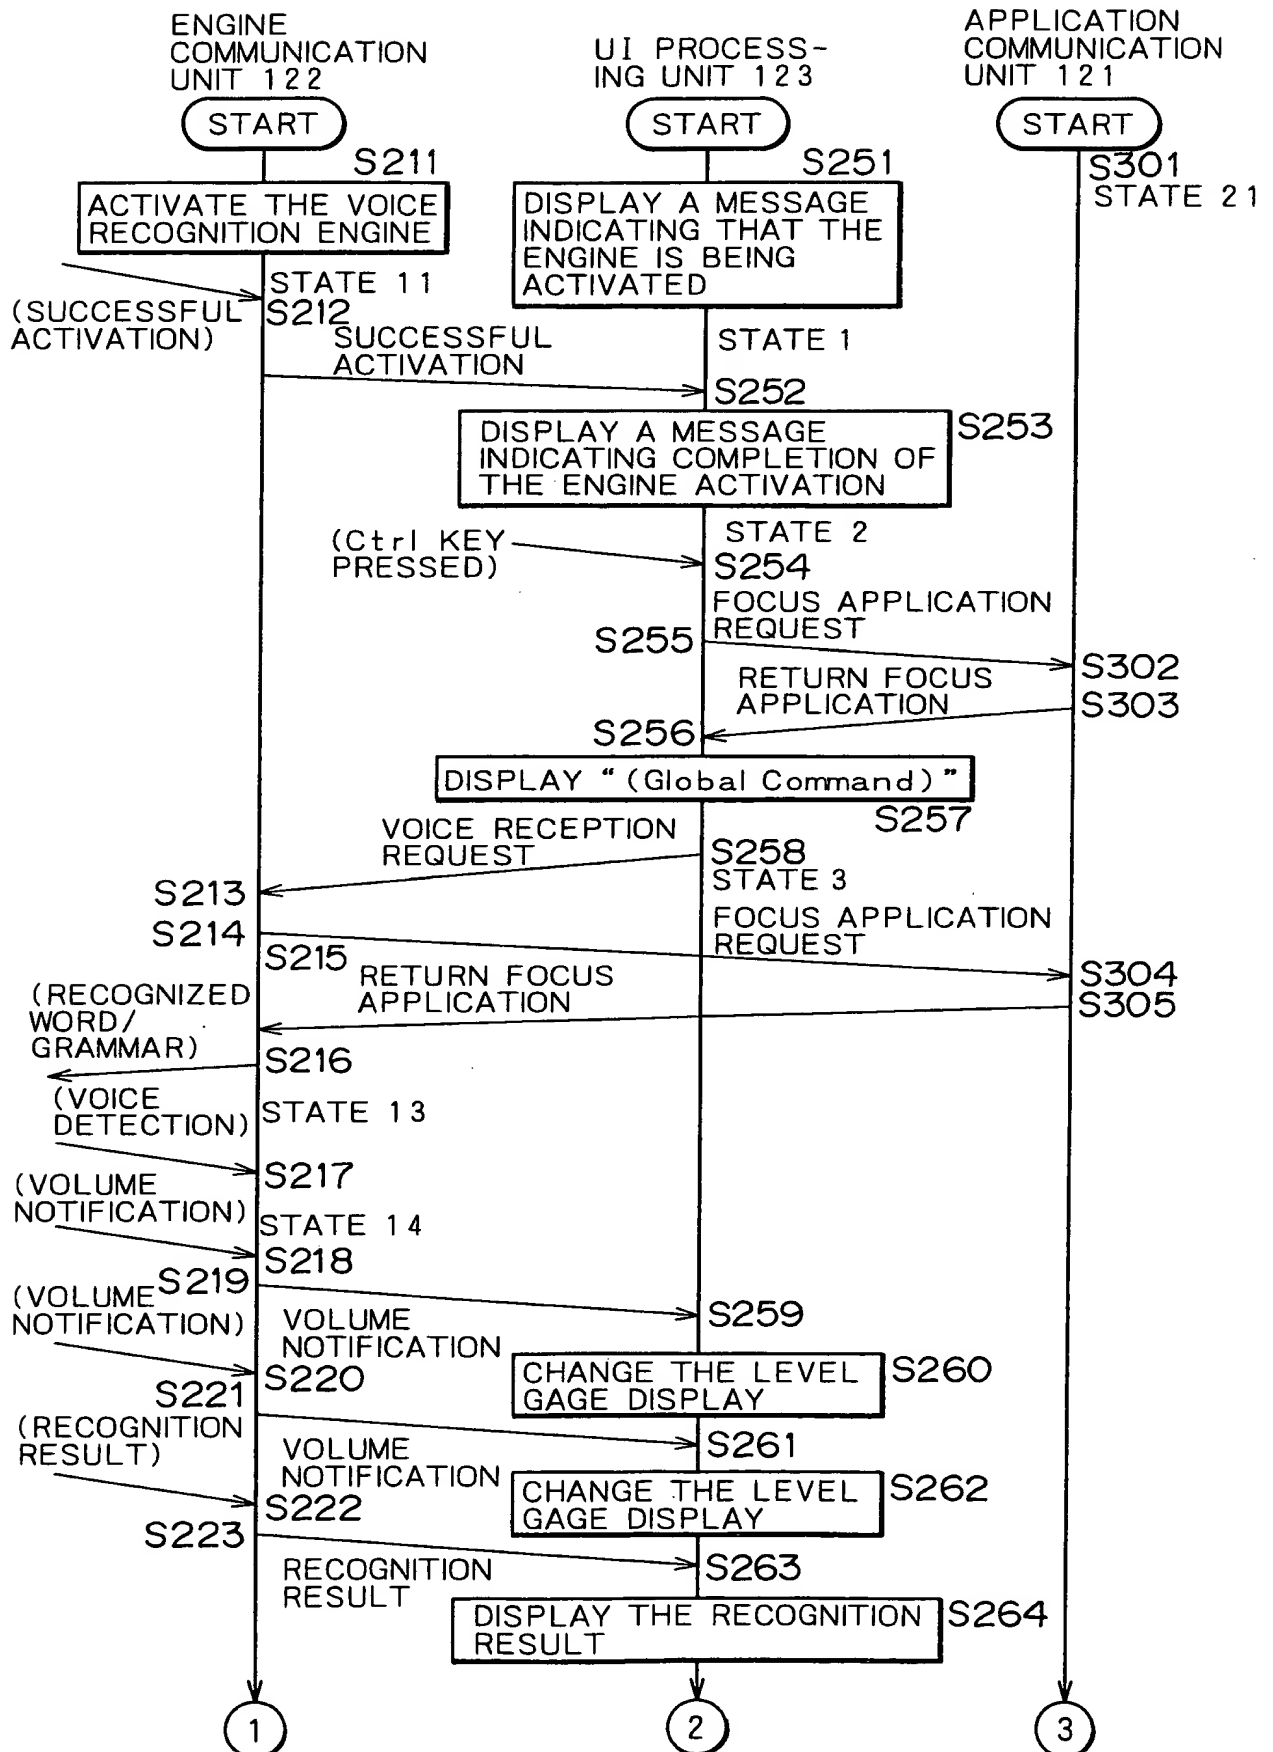 ENGINE
COMMUNICATION
UNIT 122
UI PROCESS-
ING UNIT 123
APPLICATION
COMMUNICATION
UNIT 121
START
START
START
S211
S251
S301
STATE 21
ACTIVATE THE VOICE
RECOGNITION ENGINE
DISPLAY A MESSAGE
INDICATING THAT THE
ENGINE IS BEING
ACTIVATED
STATE 11
(SUCCESSFUL
ACTIVATION)
S212
SUCCESSFUL
ACTIVATION
STATE 1
S252
DISPLAY A MESSAGE
INDICATING COMPLETION OF
THE ENGINE ACTIVATION
S253
STATE 2
(Ctrl KEY
PRESSED)
S254
FOCUS APPLICATION
REQUEST
S255
S302
RETURN FOCUS
APPLICATION
S303
S256
DISPLAY "(Global Command)"
S257
VOICE RECEPTION
REQUEST
S258
STATE 3
S213
FOCUS APPLICATION
REQUEST
S214
S215
S304
RETURN FOCUS
APPLICATION
S305
(RECOGNIZED
WORD/
GRAMMAR)
S216
(VOICE
DETECTION)
STATE 13
S217
(VOLUME
NOTIFICATION)
STATE 14
S218
S219
S259
(VOLUME
NOTIFICATION)
VOLUME
NOTIFICATION
S220
CHANGE THE LEVEL
GAGE DISPLAY
S260
S221
S261
(RECOGNITION
RESULT)
VOLUME
NOTIFICATION
S222
CHANGE THE LEVEL
GAGE DISPLAY
S262
S223
S263
RECOGNITION
RESULT
DISPLAY THE RECOGNITION
RESULT
S264
1
2
3